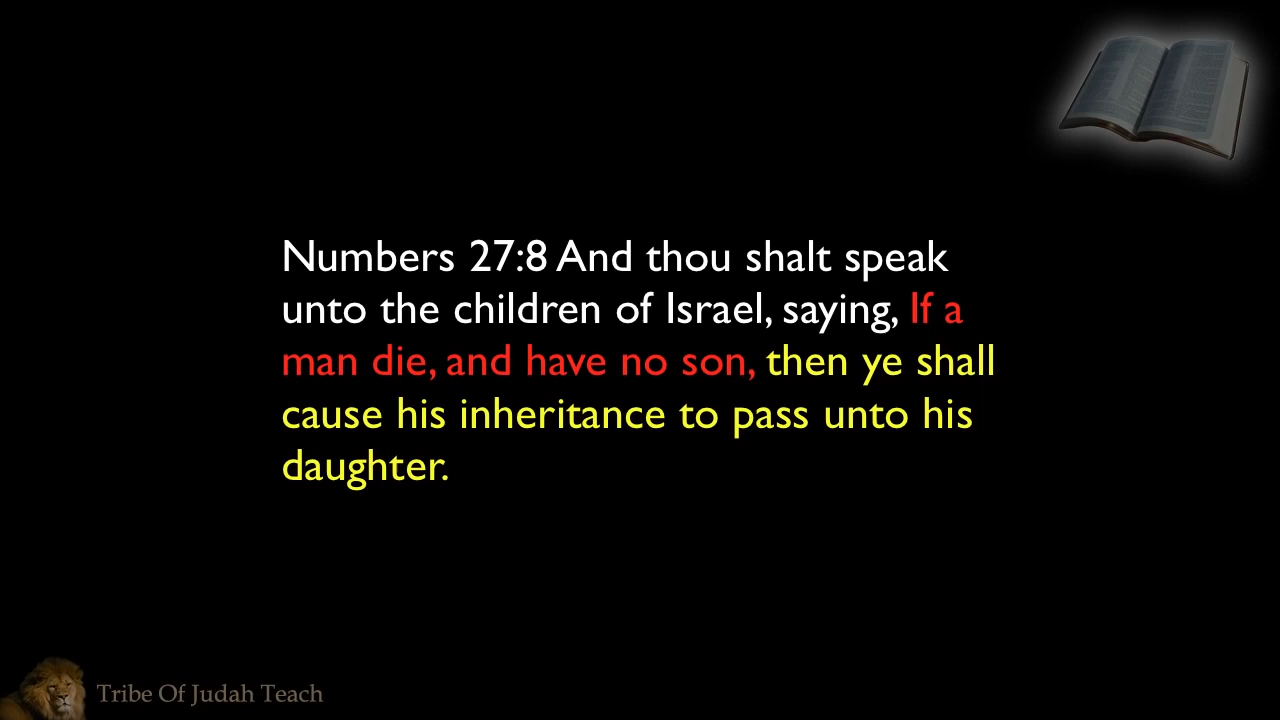 Numbers 27:8 And thou shalt speak
unto the children of Israel, saying, If a
man die, and have no son, then ye shall
cause his inheritance to pass unto his
daughter.
Tribe Of Judah Teach